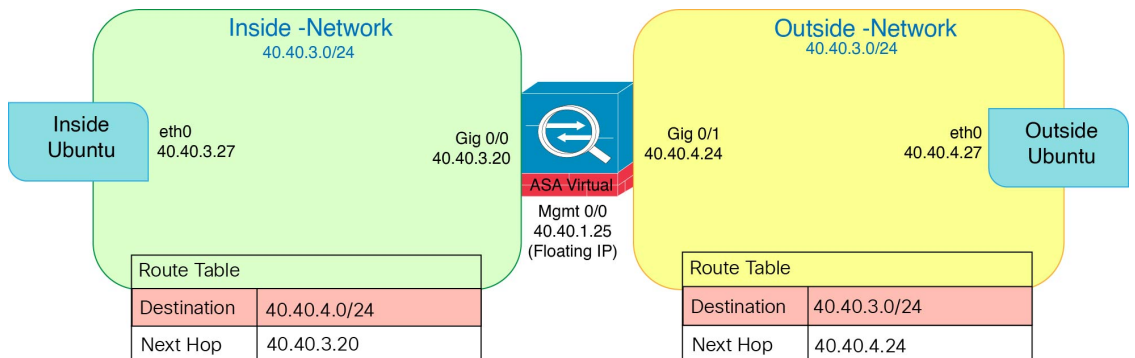 Inside -Network
40.40.3.0/24
Outside -Network
40.40.3.0/24
Inside
Ubuntu
eth0
40.40.3.27
Gig 0/0
40.40.3.20
ASA Virtual
Mgmt 0/0
40.40.1.25
(Floating IP)
Gig 0/1
40.40.4.24
eth0
40.40.4.27
Outside
Ubuntu
Route Table
Destination 40.40.4.0/24
Next Hop 40.40.3.20
Route Table
Destination 40.40.3.0/24
Next Hop 40.40.4.24